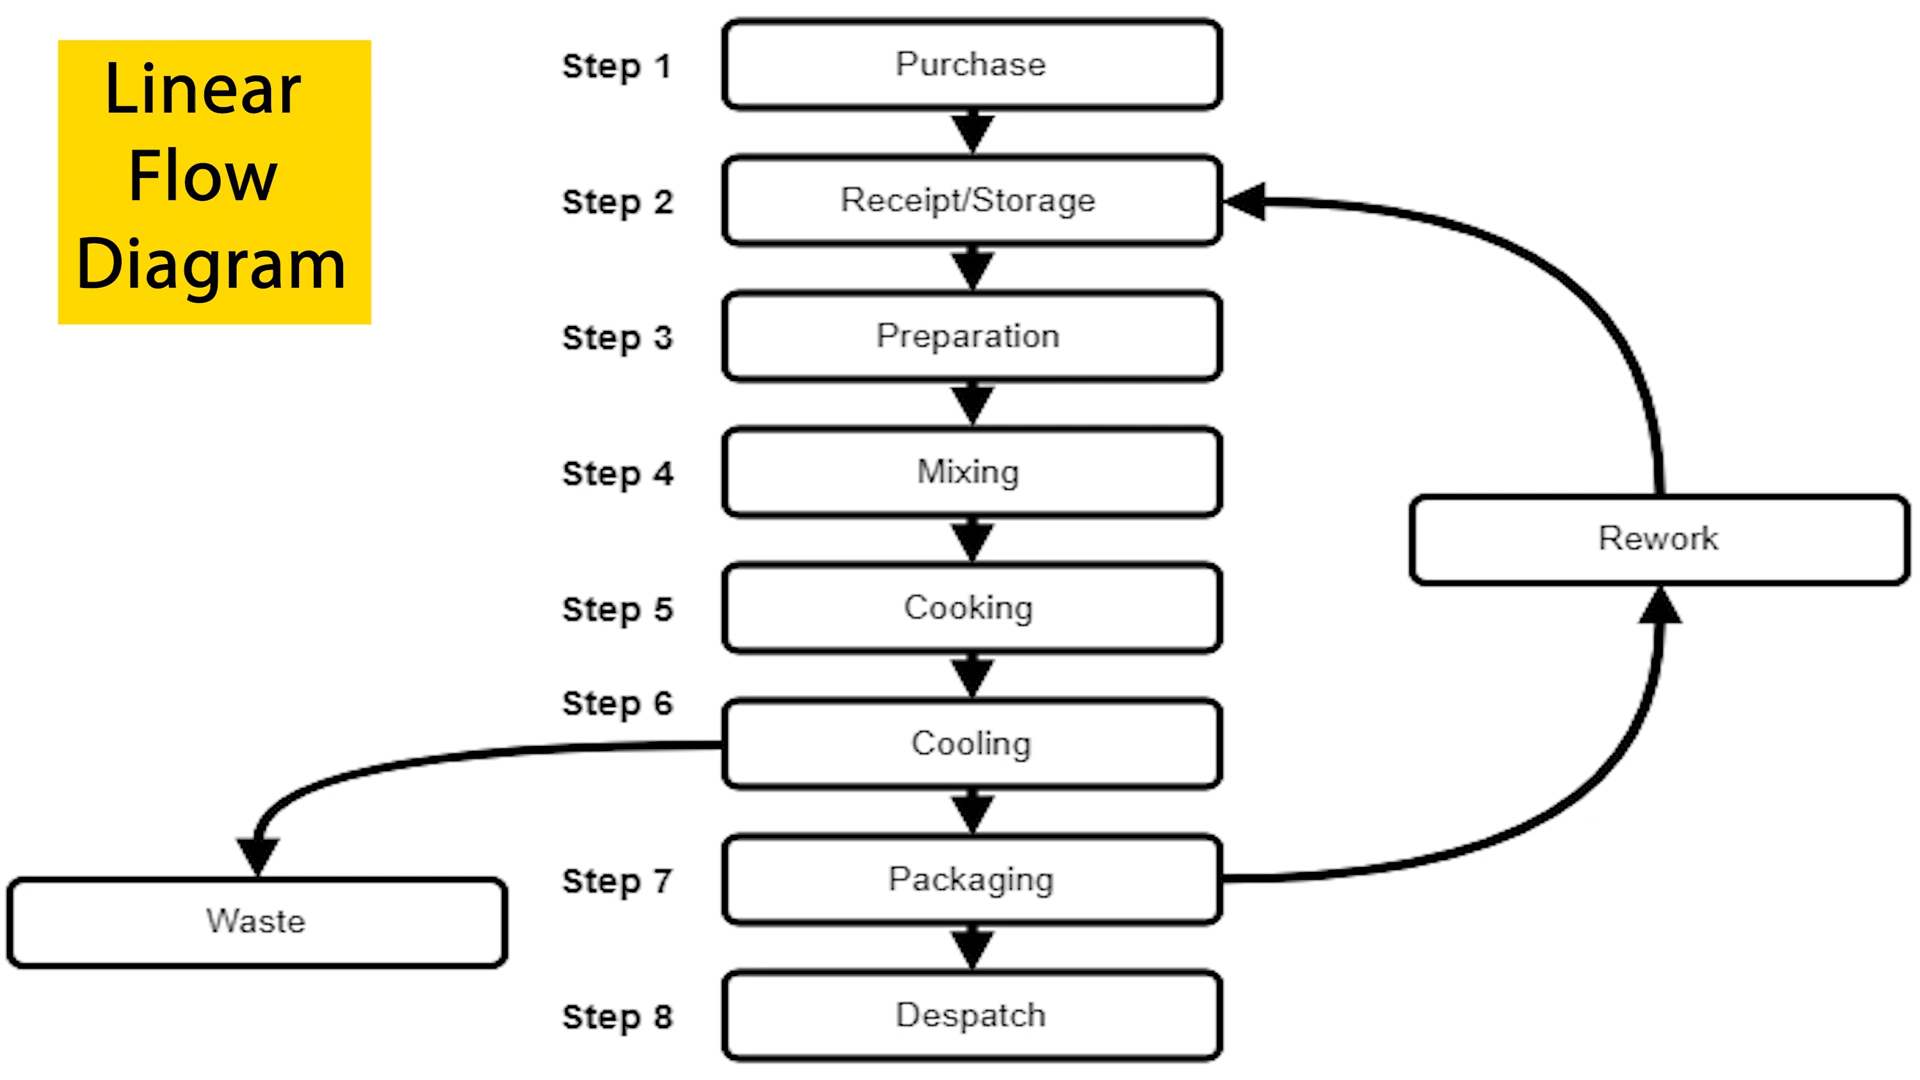 Linear
Flow
Diagram
Step 1
Purchase
Step 2
Receipt/Storage
Step 3
Preparation
Step 4
Mixing
Rework
Step 5
Cooking
Step 6
Cooling
Step 7
Packaging
Waste
Step 8
Despatch